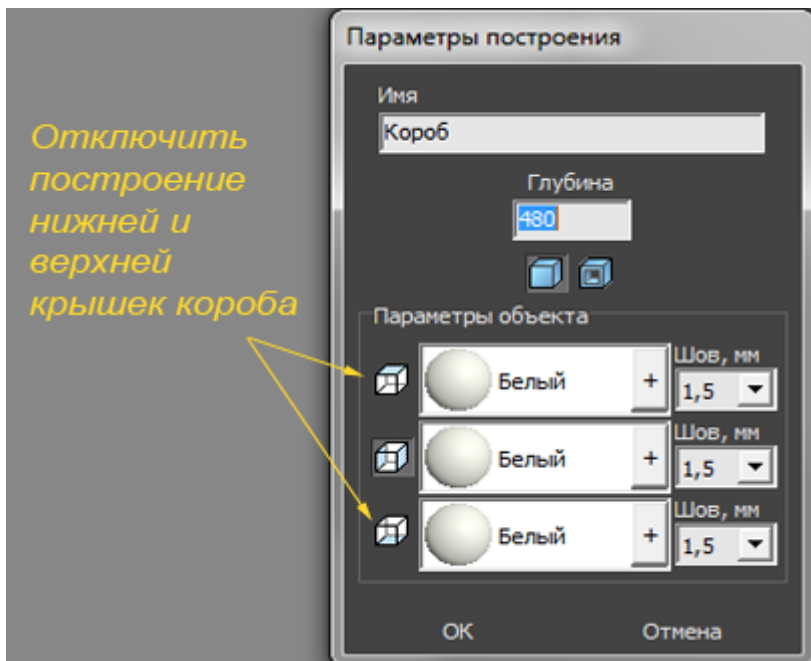 Параметры построения
Имя
Короб
Отключить
построение
нижней и
верхней
крышек короба
Глубина
480
Параметры объекта
Белый + Шов, мм 1,5
Белый + Шов, мм 1,5
Белый + Шов, мм 1,5
ОК Отмена